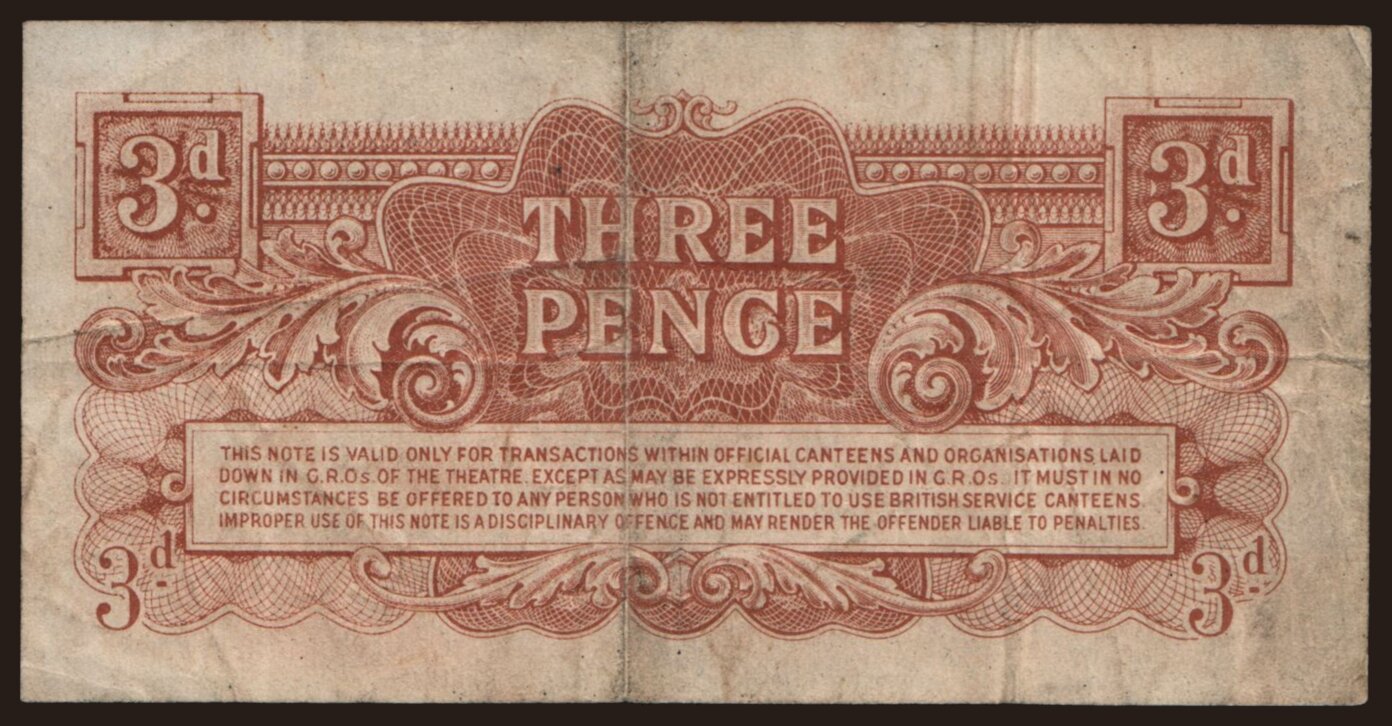 3d. 3d.
THREE
PENCE
THIS NOTE IS VALID ONLY FOR TRANSACTIONS WITHIN OFFICIAL CANTEENS AND ORGANISATIONS LAID
DOWN IN G.R.Os. OF THE THEATRE. EXCEPT AS MAY BE EXPRESSLY PROVIDED IN G.R.Os. IT MUST IN NO
CIRCUMSTANCES BE OFFERED TO ANY PERSON WHO IS NOT ENTITLED TO USE BRITISH SERVICE CANTEENS.
IMPROPER USE OF THIS NOTE IS A DISCIPLINARY OFFENCE AND MAY RENDER THE OFFENDER LIABLE TO PENALTIES.
3d. 3d.